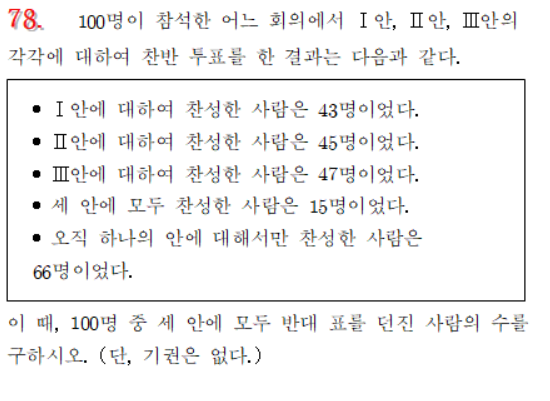 78. 100명이 참석한 어느 회의에서 Ⅰ안, Ⅱ안, Ⅲ안의
각각에 대하여 찬반 투표를 한 결과는 다음과 같다.
• Ⅰ안에 대하여 찬성한 사람은 43명이었다.
• Ⅱ안에 대하여 찬성한 사람은 45명이었다.
• Ⅲ안에 대하여 찬성한 사람은 47명이었다.
• 세 안에 모두 찬성한 사람은 15명이었다.
• 오직 하나의 안에 대해서만 찬성한 사람은
66명이었다.
이 때, 100명 중 세 안에 모두 반대 표를 던진 사람의 수를
구하시오. (단, 기권은 없다.)